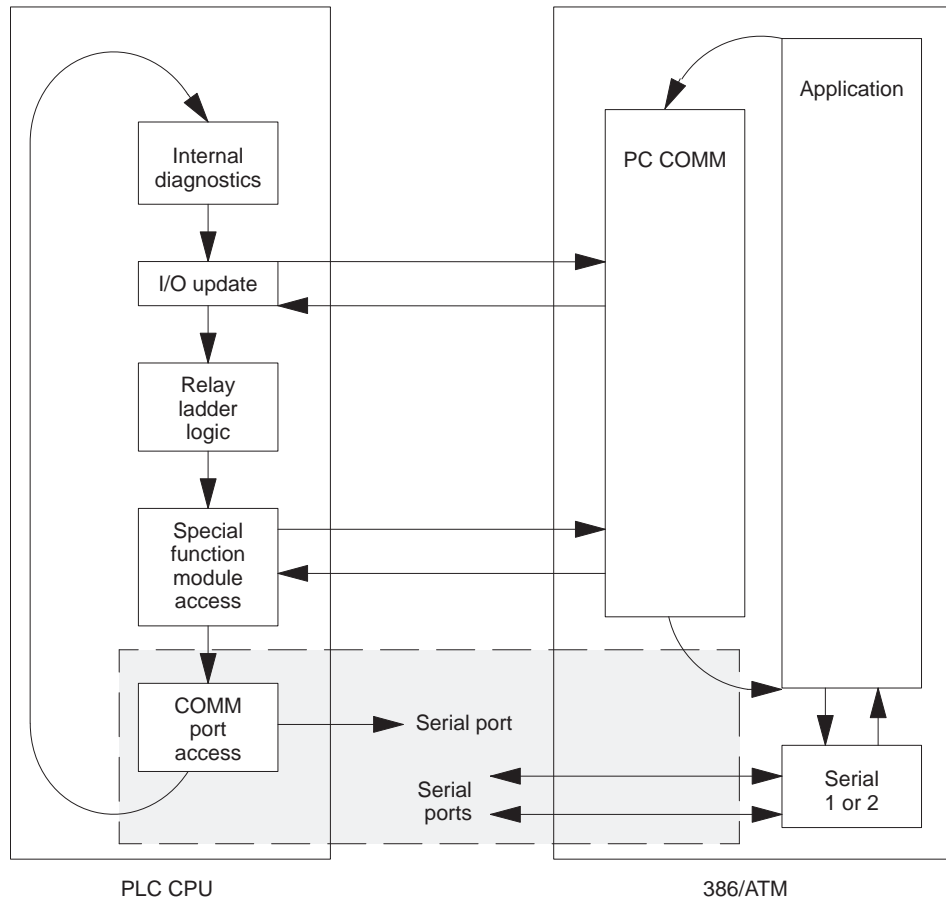 Application
PC COMM
Internal
diagnostics
I/O update
Relay
ladder
logic
Special
function
module
access
COMM
port
access
Serial port
Serial
ports
Serial
1 or 2
PLC CPU
386/ATM